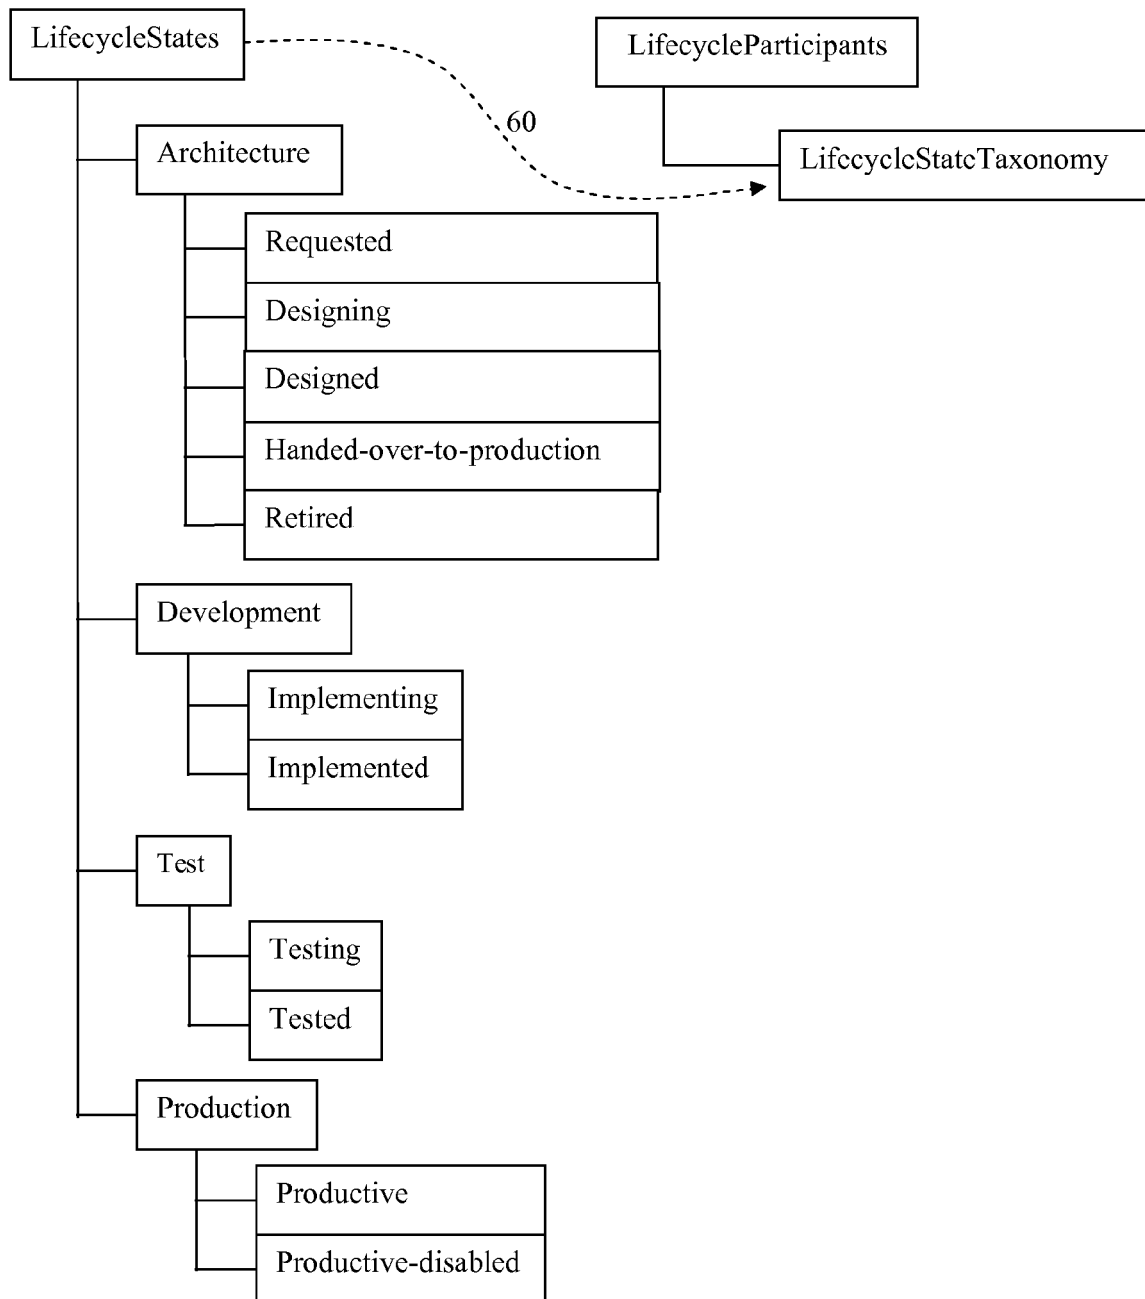 LifecycleStates
LifecycleParticipants
60
Architecture
LifecycleStateTaxonomy
Requested
Designing
Designed
Handed-over-to-production
Retired
Development
Implementing
Implemented
Test
Testing
Tested
Production
Productive
Productive-disabled